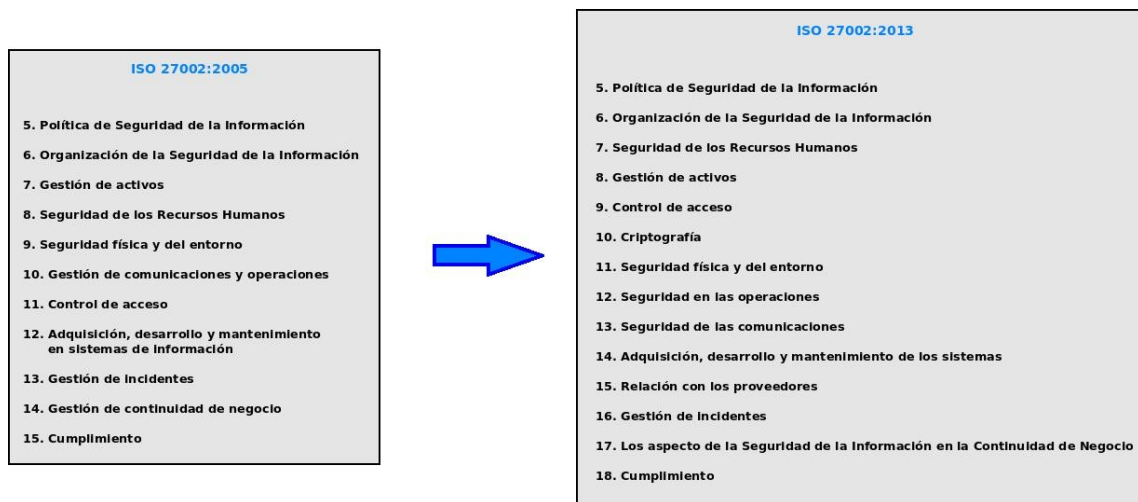 ISO 27002:2005
5. Política de Seguridad de la Información
6. Organización de la Seguridad de la Información
7. Gestión de activos
8. Seguridad de los Recursos Humanos
9. Seguridad física y del entorno
10. Gestión de comunicaciones y operaciones
11. Control de acceso
12. Adquisición, desarrollo y mantenimiento
en sistemas de información
13. Gestión de incidentes
14. Gestión de continuidad de negocio
15. Cumplimiento
ISO 27002:2013
5. Política de Seguridad de la Información
6. Organización de la Seguridad de la Información
7. Seguridad de los Recursos Humanos
8. Gestión de activos
9. Control de acceso
10. Criptografía
11. Seguridad física y del entorno
12. Seguridad en las operaciones
13. Seguridad de las comunicaciones
14. Adquisición, desarrollo y mantenimiento de los sistemas
15. Relación con los proveedores
16. Gestión de incidentes
17. Los aspecto de la Seguridad de la Información en la Continuidad de Negocio
18. Cumplimiento